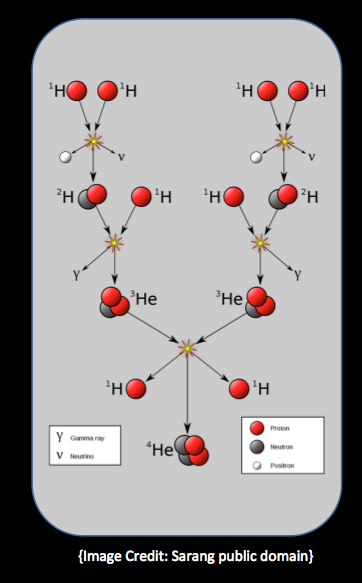 ¹H ¹H ¹H ¹H
ν ν
²H ¹H ¹H ²H
γ γ
³He ³He
¹H ¹H
⁴He
γ Gamma ray
ν Neutrino
Proton
Neutron
Positron
{Image Credit: Sarang public domain}